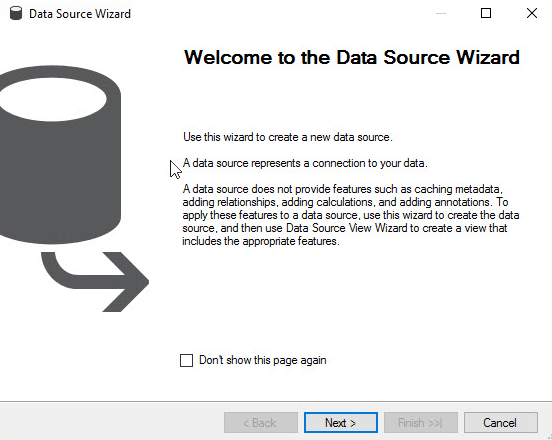 Data Source Wizard
Welcome to the Data Source Wizard
Use this wizard to create a new data source.
A data source represents a connection to your data.
A data source does not provide features such as caching metadata,
adding relationships, adding calculations, and adding annotations. To
apply these features to a data source, use this wizard to create the data
source, and then use Data Source View Wizard to create a view that
includes the appropriate features.
Don't show this page again
< Back
Next >
Finish >>|
Cancel